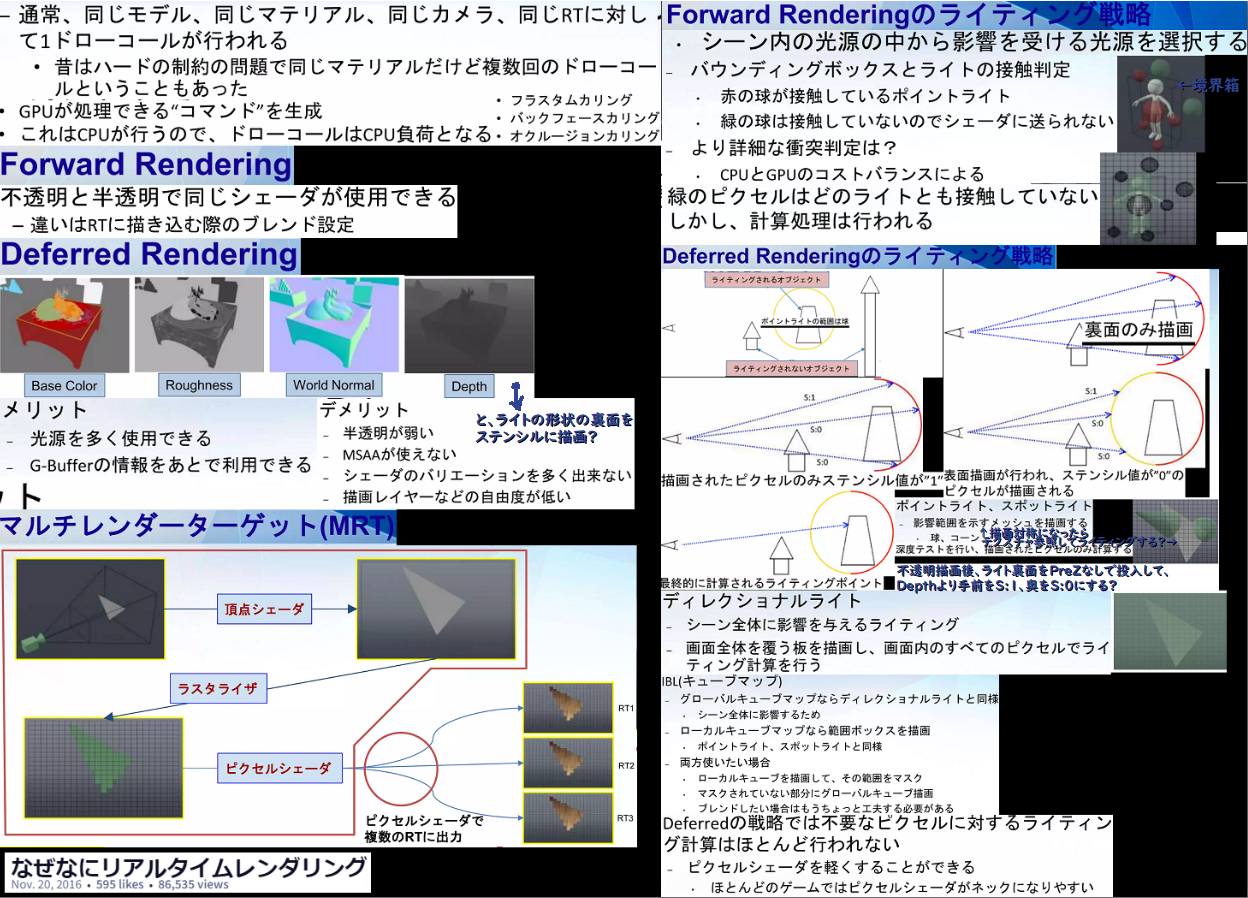 – 通常、同じモデル、同じマテリアル、同じカメラ、同じRTに対し
て1ドローコールが行われる
• 昔はハードの制約の問題で同じマテリアルだけど複数回のドローコー
ルということもあった
• GPUが処理できる“コマンド”を生成
• これはCPUが行うので、ドローコールはCPU負荷となる
• フラスタムカリング
• バックフェースカリング
• オクルージョンカリング
Forward Rendering
不透明と半透明で同じシェーダが使用できる
– 違いはRTに描き込む際のブレンド設定
Deferred Rendering
Base Color
Roughness
World Normal
Depth
メリット
– 光源を多く使用できる
– G-Bufferの情報をあとで利用できる
デメリット
– 半透明が弱い
– MSAAが使えない
– シェーダのバリエーションを多く出来ない
– 描画レイヤーなどの自由度が低い
と、ライトの形状の裏面を
ステンシルに描画?
ット
マルチレンダーターゲット(MRT)
頂点シェーダ
ラスタライザ
ピクセルシェーダ
RT1
RT2
RT3
ピクセルシェーダで
複数のRTに出力
なぜなにリアルタイムレンダリング
Nov. 20, 2016 • 595 likes • 86,535 views
Forward Renderingのライティング戦略
• シーン内の光源の中から影響を受ける光源を選択する
– バウンディングボックスとライトの接触判定
←境界箱
• 赤の球が接触しているポイントライト
• 緑の球は接触していないのでシェーダに送られない
– より詳細な衝突判定は？
• CPUとGPUのコストバランスによる
緑のピクセルはどのライトとも接触していない
しかし、計算処理は行われる
Deferred Renderingのライティング戦略
ライティングされるオブジェクト
ポイントライトの範囲は球
ライティングされないオブジェクト
裏面のみ描画
S:1
S:0
S:0
描画されたピクセルのみステンシル値が”1”
S:1
S:0
S:0
表面描画が行われ、ステンシル値が”0”の
ピクセルが描画される
最終的に計算されるライティングポイント
ポイントライト、スポットライト
– 影響範囲を示すメッシュを描画する
• 球、コーン
↑描画対称になったら
テクスチャ参照してライティングする?→
深度テストを行い、描画されたピクセルのみ計算する
不透明描画後、ライト裏面をPreZなしで投入して、
Depthより手前をS:1、奥をS:0にする?
ディレクショナルライト
– シーン全体に影響を与えるライティング
– 画面全体を覆う板を描画し、画面内のすべてのピクセルでライ
ティング計算を行う
IBL(キューブマップ)
– グローバルキューブマップならディレクショナルライトと同様
• シーン全体に影響するため
– ローカルキューブマップなら範囲ボックスを描画
• ポイントライト、スポットライトと同様
– 両方使いたい場合
• ローカルキューブを描画して、その範囲をマスク
• マスクされていない部分にグローバルキューブ描画
• ブレンドしたい場合はもうちょっと工夫する必要がある
Deferredの戦略では不要なピクセルに対するライティン
グ計算はほとんど行われない
– ピクセルシェーダを軽くすることができる
• ほとんどのゲームではピクセルシェーダがネックになりやすい